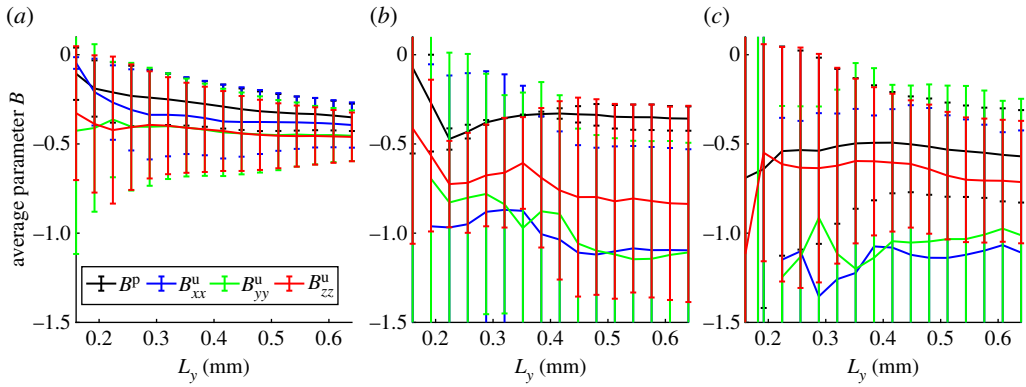 (a) (b) (c)
average parameter B
0 0 0
−0.5 −0.5 −0.5
−1.0 −1.0 −1.0
−1.5 −1.5 −1.5
B^p B^u_xx B^u_yy B^u_zz
0.2 0.3 0.4 0.5 0.6 0.2 0.3 0.4 0.5 0.6 0.2 0.3 0.4 0.5 0.6
L_y (mm) L_y (mm) L_y (mm)